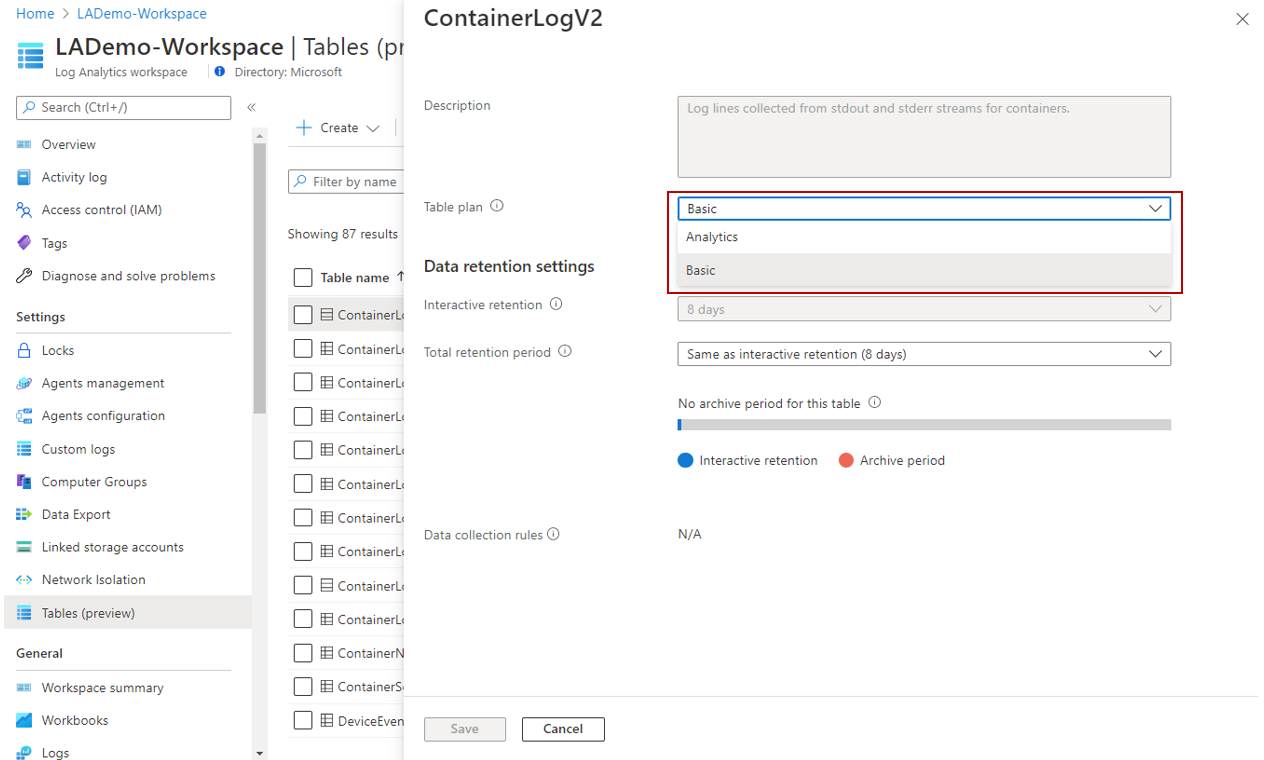 Home > LADemo-Workspace
LADemo-Workspace | Tables (pr
Log Analytics workspace
Directory: Microsoft
Search (Ctrl+/)
«
Overview
Activity log
Access control (IAM)
Tags
Diagnose and solve problems
Settings
Locks
Agents management
Agents configuration
Custom logs
Computer Groups
Data Export
Linked storage accounts
Network Isolation
Tables (preview)
General
Workspace summary
Workbooks
Logs
Create
Filter by name
Showing 87 results
Table name ↑
ContainerLo
ContainerLo
ContainerLo
ContainerLo
ContainerLo
ContainerLo
ContainerLo
ContainerLo
ContainerLo
ContainerLo
ContainerN
ContainerSe
DeviceEven
ContainerLogV2
Description
Log lines collected from stdout and stderr streams for containers.
Table plan
Basic
Analytics
Basic
Data retention settings
Interactive retention
8 days
Total retention period
Same as interactive retention (8 days)
No archive period for this table
Interactive retention
Archive period
Data collection rules
N/A
Save
Cancel